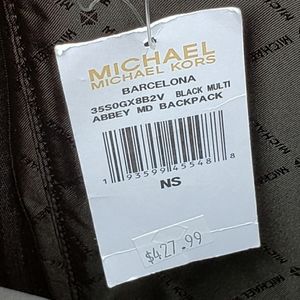 MICHAEL
MICHAEL KORS
BARCELONA
35S0GX8B2V BLACK MULTI
ABBEY MD BACKPACK
1 93599 45548 8
NS
$427.99